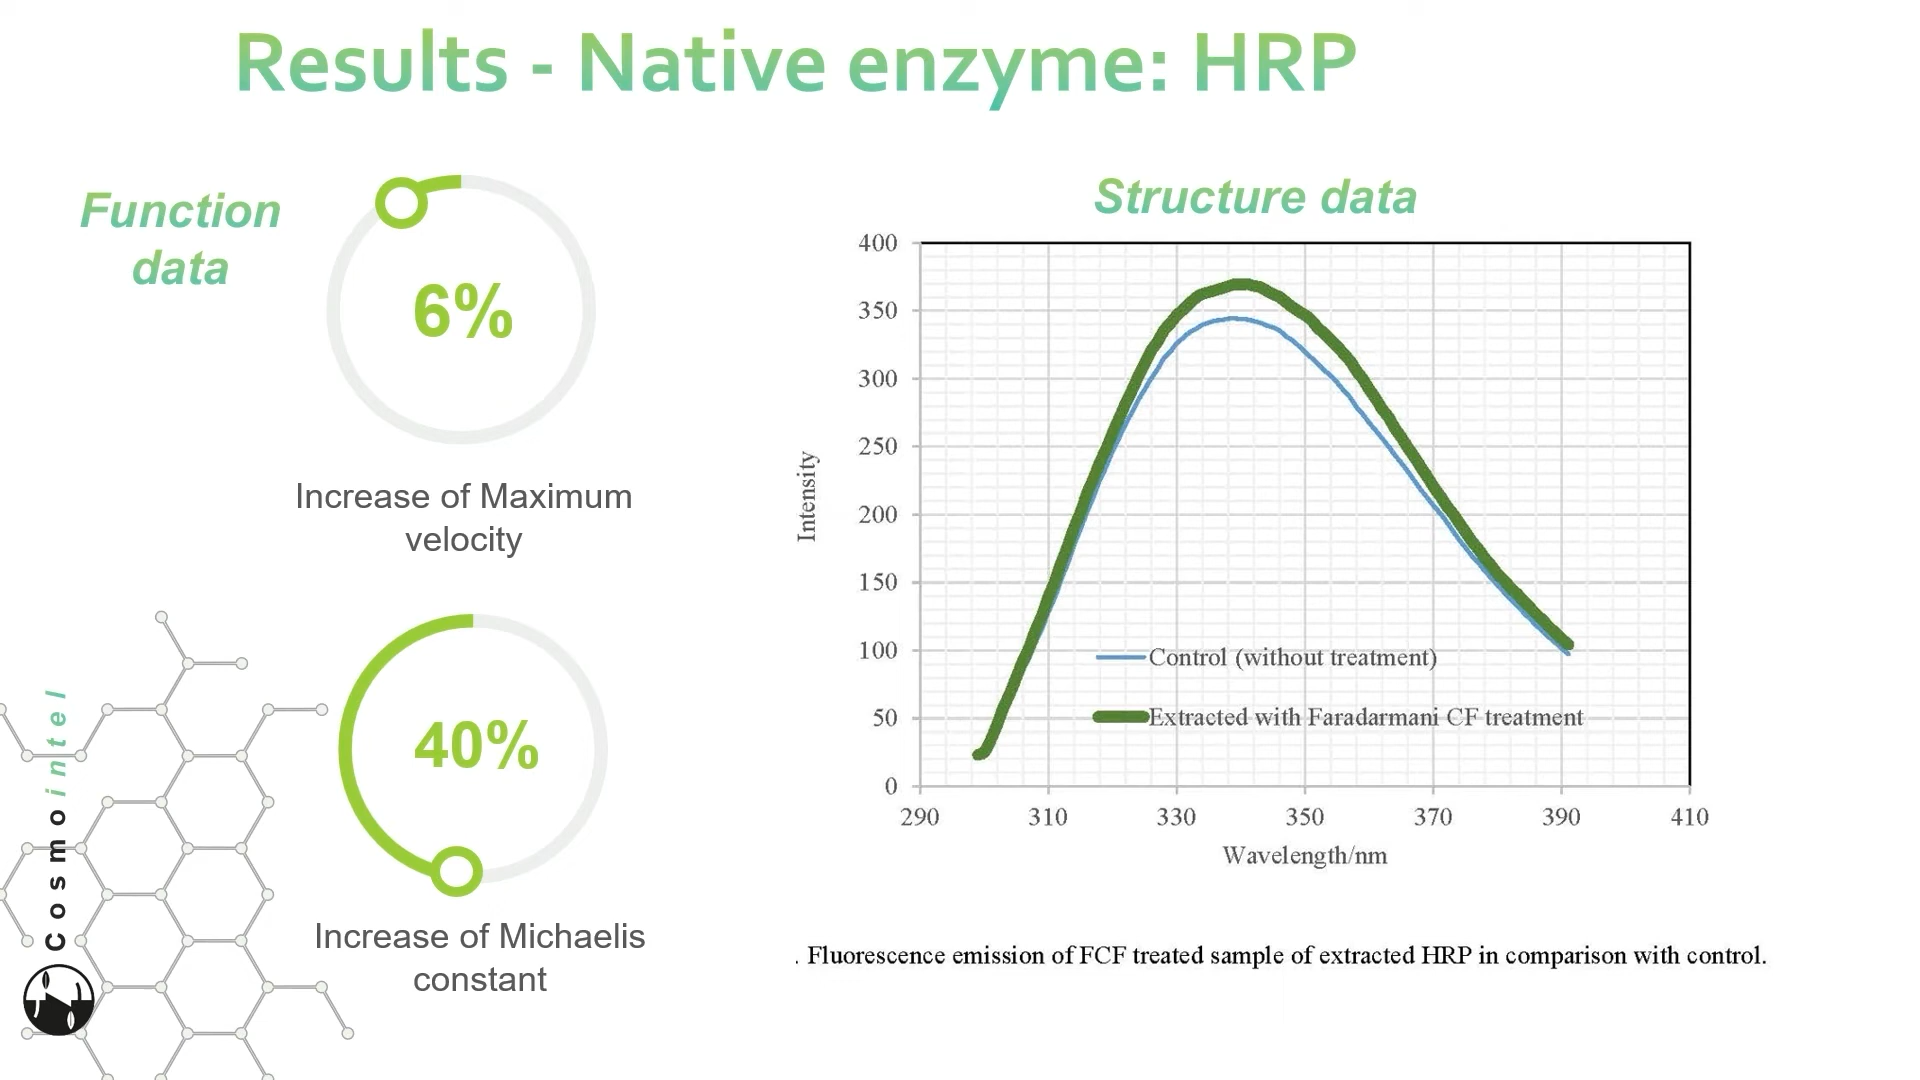 Results - Native enzyme: HRP
Function
data
6%
Increase of Maximum
velocity
40%
Increase of Michaelis
constant
Cosmointel
Structure data
400
350
300
250
200
150
100
50
0
Intensity
Control (without treatment)
Extracted with Faradarmani CF treatment
290 310 330 350 370 390 410
Wavelength/nm
. Fluorescence emission of FCF treated sample of extracted HRP in comparison with control.